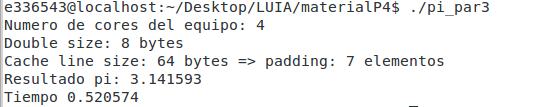 e336543@localhost:~/Desktop/LUIA/materialP4$ ./pi_par3
Numero de cores del equipo: 4
Double size: 8 bytes
Cache line size: 64 bytes => padding: 7 elementos
Resultado pi: 3.141593
Tiempo 0.520574